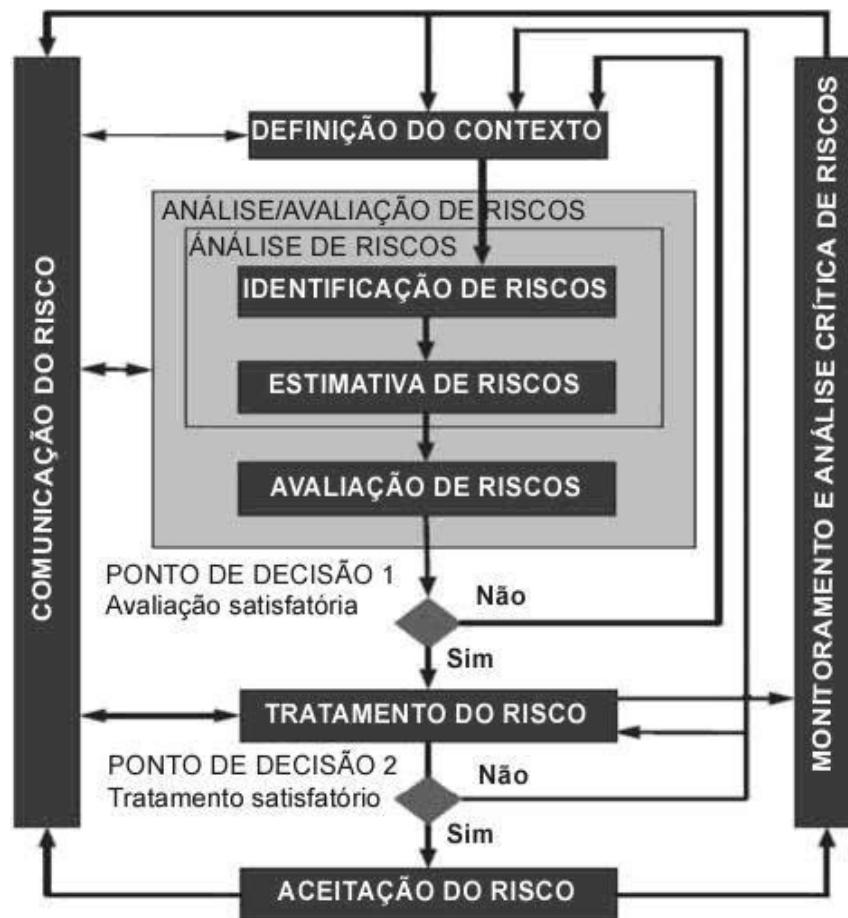 DEFINIÇÃO DO CONTEXTO
ANÁLISE/AVALIAÇÃO DE RISCOS
ÁNÁLISE DE RISCOS
IDENTIFICAÇÃO DE RISCOS
ESTIMATIVA DE RISCOS
AVALIAÇÃO DE RISCOS
PONTO DE DECISÃO 1
Avaliação satisfatória
Não
Sim
TRATAMENTO DO RISCO
PONTO DE DECISÃO 2
Tratamento satisfatório
Não
Sim
ACEITAÇÃO DO RISCO
COMUNICAÇÃO DO RISCO
MONITORAMENTO E ANÁLISE CRÍTICA DE RISCOS